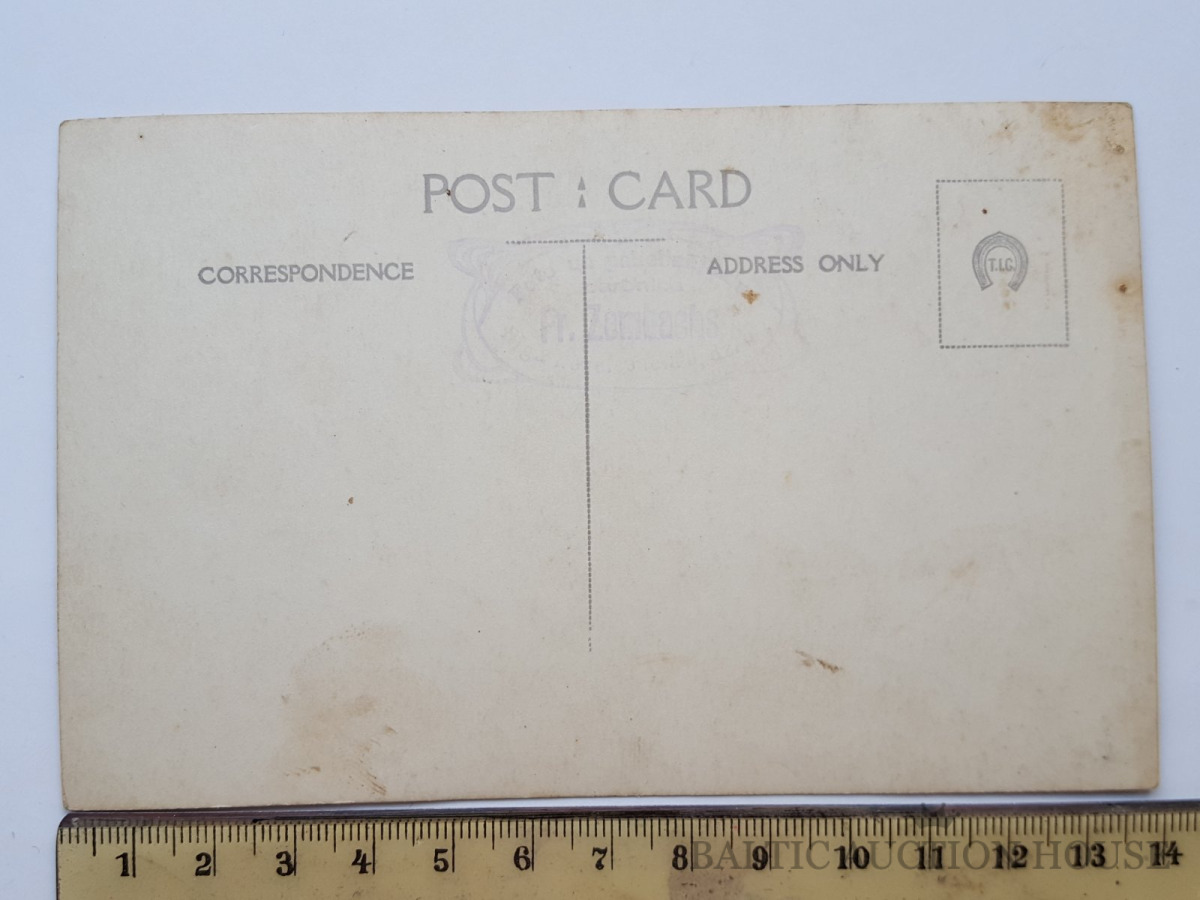 POST CARD
CORRESPONDENCE
ADDRESS ONLY
T.I.C.
Fr.
1 2 3 4 5 6 7 8 9 10 11 12 13 14
BALTIC AUCTION HOUSE